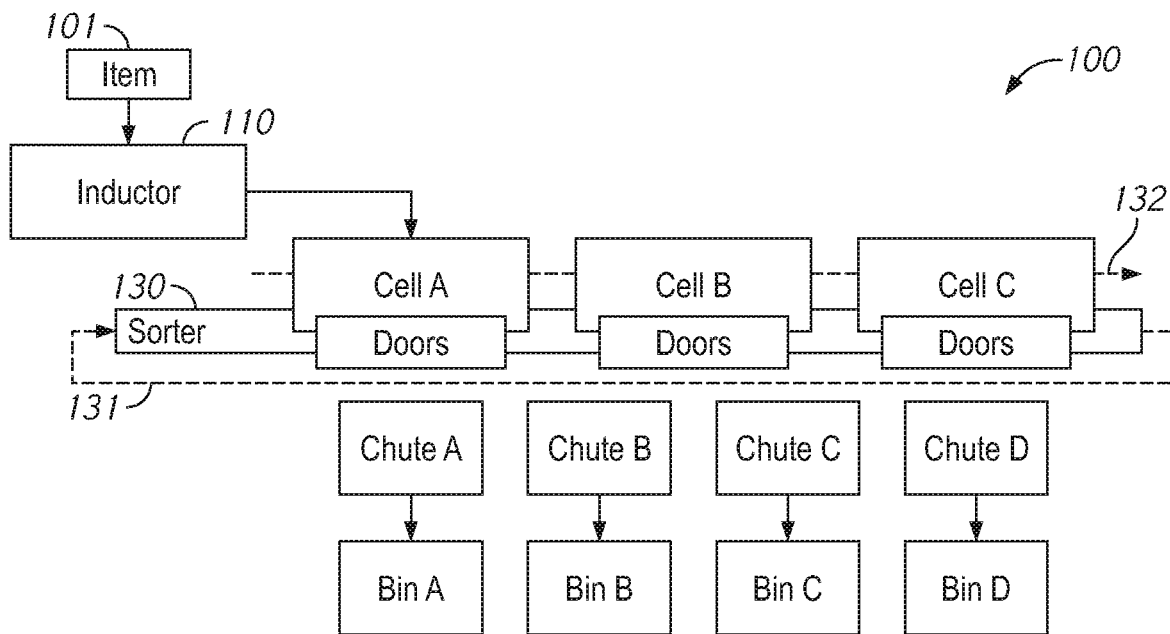 101
Item
100
110
Inductor
132
Cell A
Cell B
Cell C
130
Sorter
Doors
Doors
Doors
131
Chute A
Chute B
Chute C
Chute D
Bin A
Bin B
Bin C
Bin D